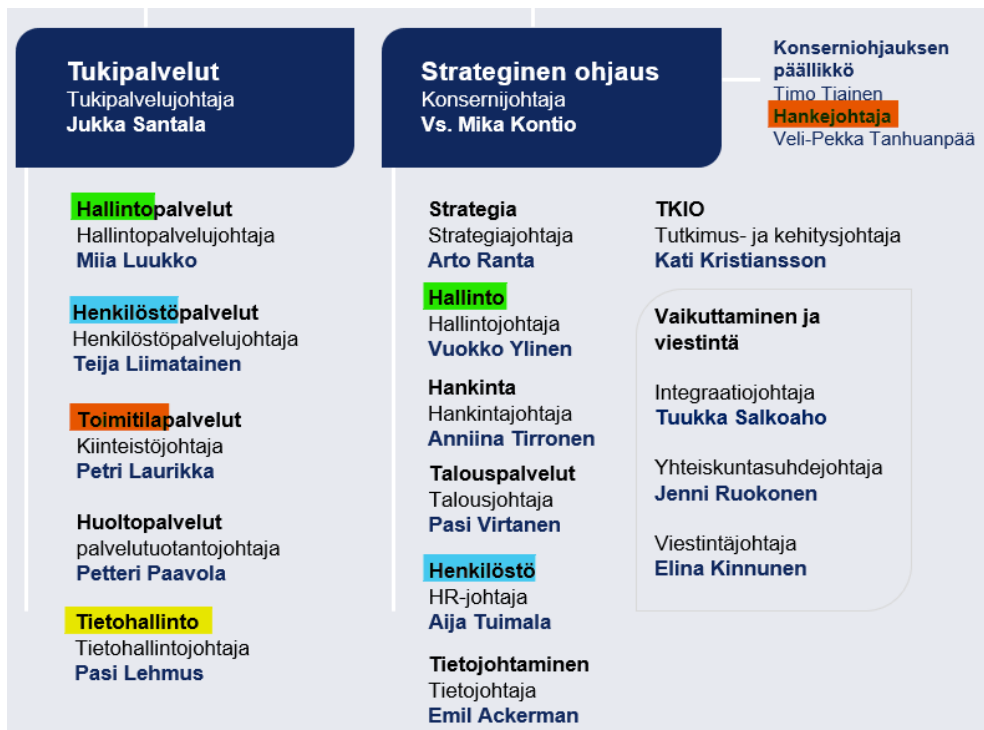 Tukipalvelut
Tukipalvelujohtaja
Jukka Santala
Strateginen ohjaus
Konsernijohtaja
Vs. Mika Kontio
Konserniohjauksen
päällikkö
Timo Tiainen
Hankejohtaja
Veli-Pekka Tanhuanpää
Hallintopalvelut
Hallintopalvelujohtaja
Miia Luukko
Henkilöstöpalvelut
Henkilöstöpalvelujohtaja
Teija Liimatainen
Toimitilapalvelut
Kiinteistöjohtaja
Petri Laurikka
Huoltopalvelut
palvelutuotantojohtaja
Petteri Paavola
Tietohallinto
Tietohallintojohtaja
Pasi Lehmus
Strategia
Strategiajohtaja
Arto Ranta
Hallinto
Hallintojohtaja
Vuokko Ylinen
Hankinta
Hankintajohtaja
Anniina Tirronen
Talouspalvelut
Talousjohtaja
Pasi Virtanen
Henkilöstö
HR-johtaja
Aija Tuimala
Tietojohtaminen
Tietojohtaja
Emil Ackerman
TKIO
Tutkimus- ja kehitysjohtaja
Kati Kristiansson
Vaikuttaminen ja
viestintä
Integraatiojohtaja
Tuukka Salkoaho
Yhteiskuntasuhdejohtaja
Jenni Ruokonen
Viestintäjohtaja
Elina Kinnunen